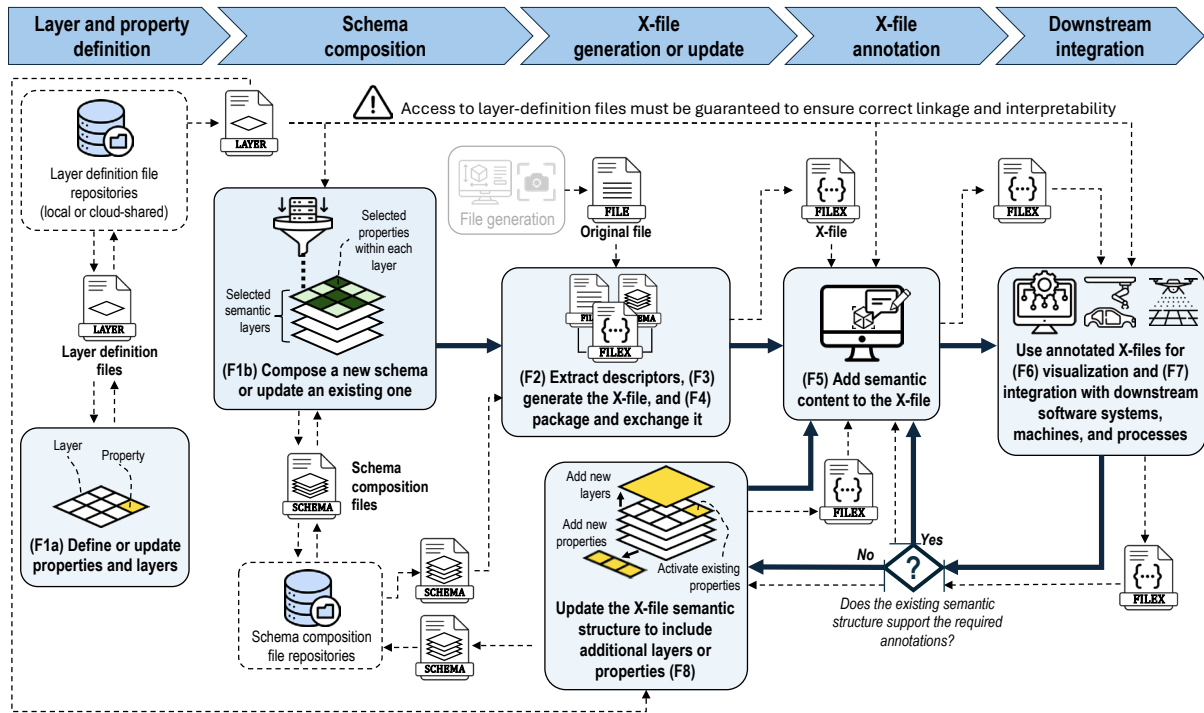 Layer and property
definition
Schema
composition
X-file
generation or update
X-file
annotation
Downstream
integration
Access to layer-definition files must be guaranteed to ensure correct linkage and interpretability
LAYER
Layer definition file
repositories
(local or cloud-shared)
LAYER
Layer definition
files
Layer
Property
(F1a) Define or update
properties and layers
Selected
properties
within each
layer
Selected
semantic
layers
(F1b) Compose a new schema
or update an existing one
SCHEMA
Schema
composition
files
Schema composition
file repositories
SCHEMA
SCHEMA
File generation
FILE
Original file
FILE
SCHEMA
FILEX
(F2) Extract descriptors, (F3)
generate the X-file, and (F4)
package and exchange it
FILEX
X-file
(F5) Add semantic
content to the X-file
FILEX
Use annotated X-files for
(F6) visualization and (F7)
integration with downstream
software systems,
machines, and processes
FILEX
Add new
layers
Add new
properties
Activate existing
properties
Update the X-file semantic
structure to include
additional layers or
properties (F8)
FILEX
Yes
No
?
Does the existing semantic
structure support the required
annotations?